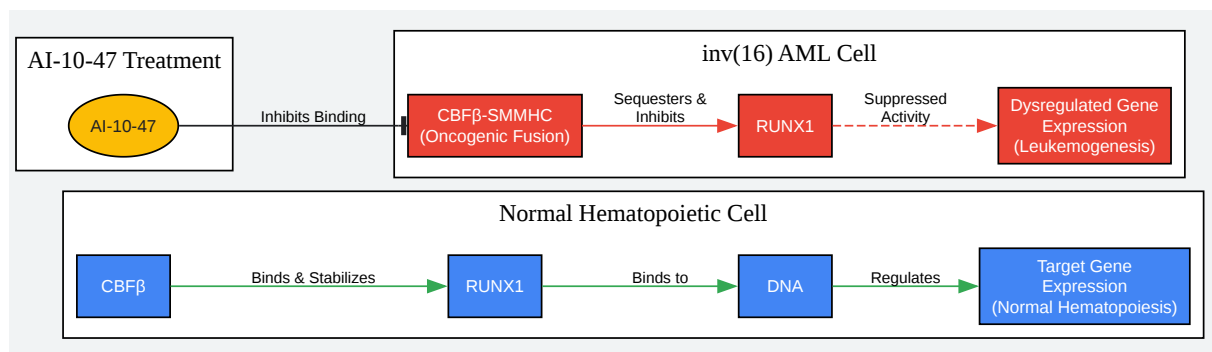 AI-10-47 Treatment
AI-10-47
Inhibits Binding
inv(16) AML Cell
CBFβ-SMMHC
(Oncogenic Fusion)
Sequesters &
Inhibits
RUNX1
Suppressed
Activity
Dysregulated Gene
Expression
(Leukemogenesis)
Normal Hematopoietic Cell
CBFβ
Binds & Stabilizes
RUNX1
Binds to
DNA
Regulates
Target Gene
Expression
(Normal Hematopoiesis)